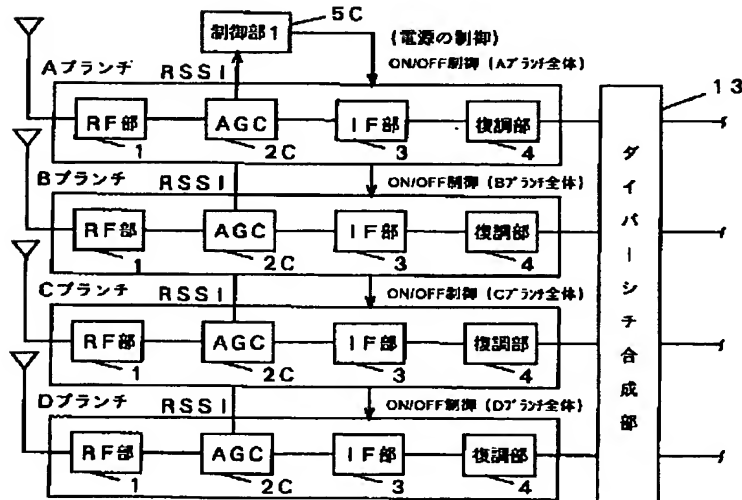 5C
制御部1
(電源の制御)
Aブランチ
RSSI
ON/OFF制御 (Aブランチ全体)
13
RF部
AGC
IF部
復調部
1
2C
3
4
Bブランチ
RSSI
ON/OFF制御 (Bブランチ全体)
RF部
AGC
IF部
復調部
1
2C
3
4
Cブランチ
RSSI
ON/OFF制御 (Cブランチ全体)
RF部
AGC
IF部
復調部
1
2C
3
4
Dブランチ
RSSI
ON/OFF制御 (Dブランチ全体)
RF部
AGC
IF部
復調部
1
2C
3
4
ダイバーシチ合成部